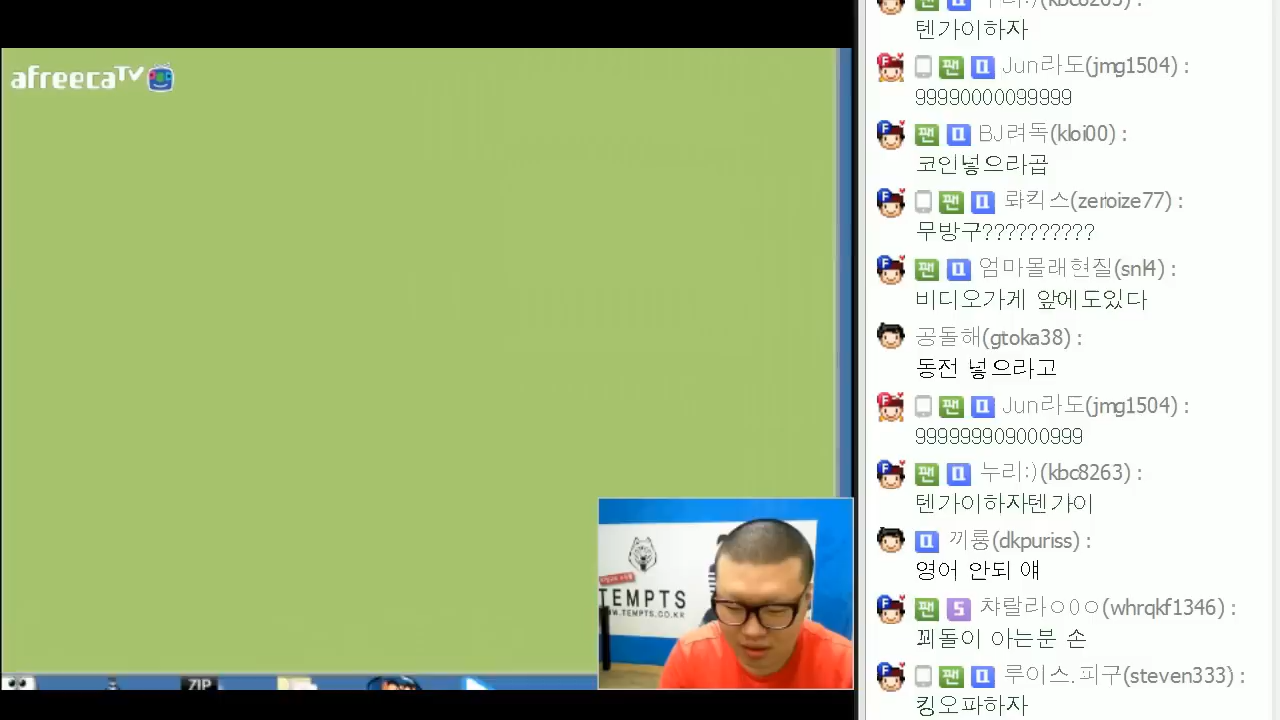 afreecaTV
ZIP
TEMPTS
WWW.TEMPTS.CO.KR
누리:)(kbc8263) :
텐가이하자
Jun라도(jmg1504) :
99990000099999
BJ려독(kloi00) :
코인넣으라곱
롸킥스(zeroize77) :
무방구??????????
엄마몰래현질(snl4) :
비디오가게 앞에도있다
공돌해(gtoka38) :
동전 넣으라고
Jun라도(jmg1504) :
999999909000999
누리:)(kbc8263) :
텐가이하자텐가이
끼룽(dkpuriss) :
영어 안되 얘
챠랄리ㅇ0ㅇ(whrqkf1346) :
꾀돌이 아는분 손
루이스.피구(steven333) :
킹오파하자